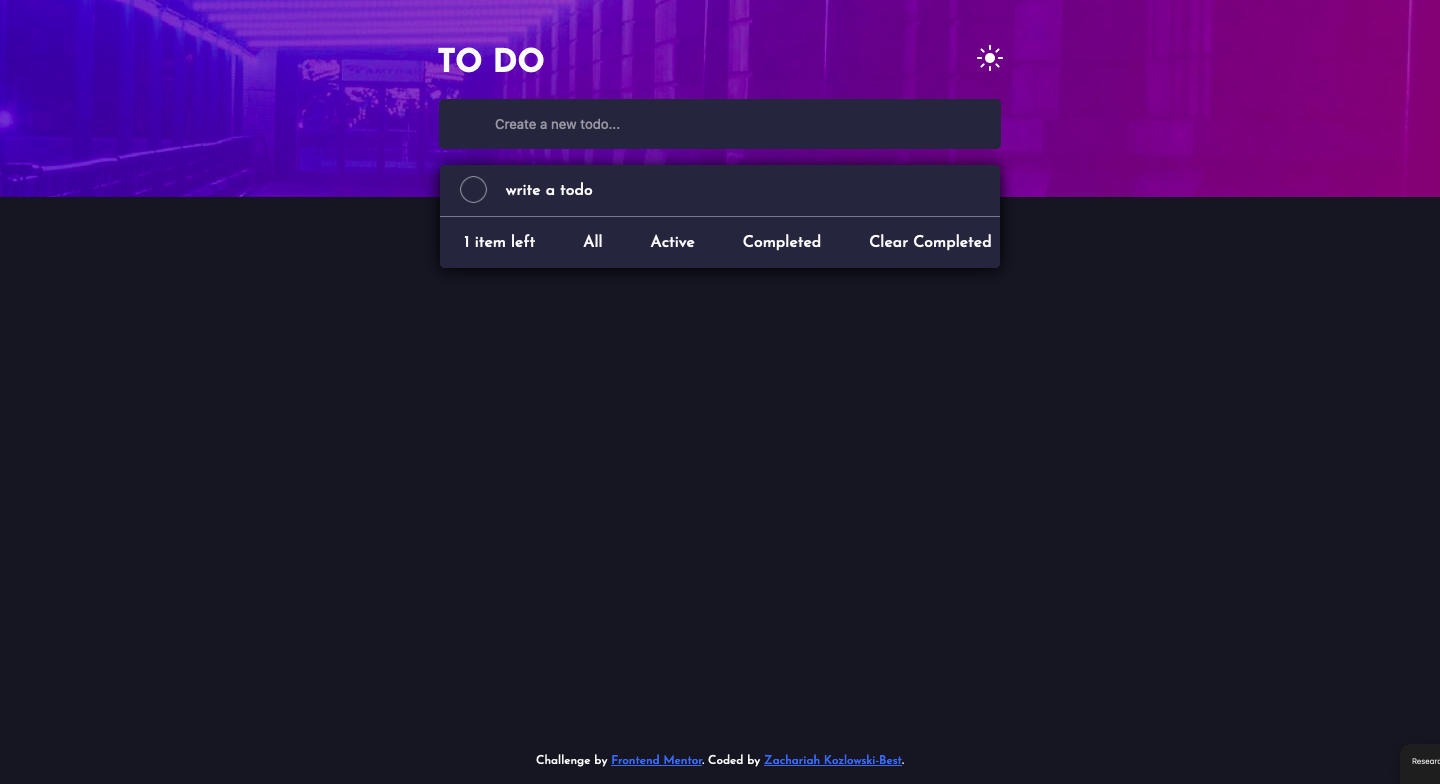 TO DO
Create a new todo...
write a todo
1 item left All Active Completed Clear Completed
Challenge by Frontend Mentor. Coded by Zachariah Kozlowski-Best.